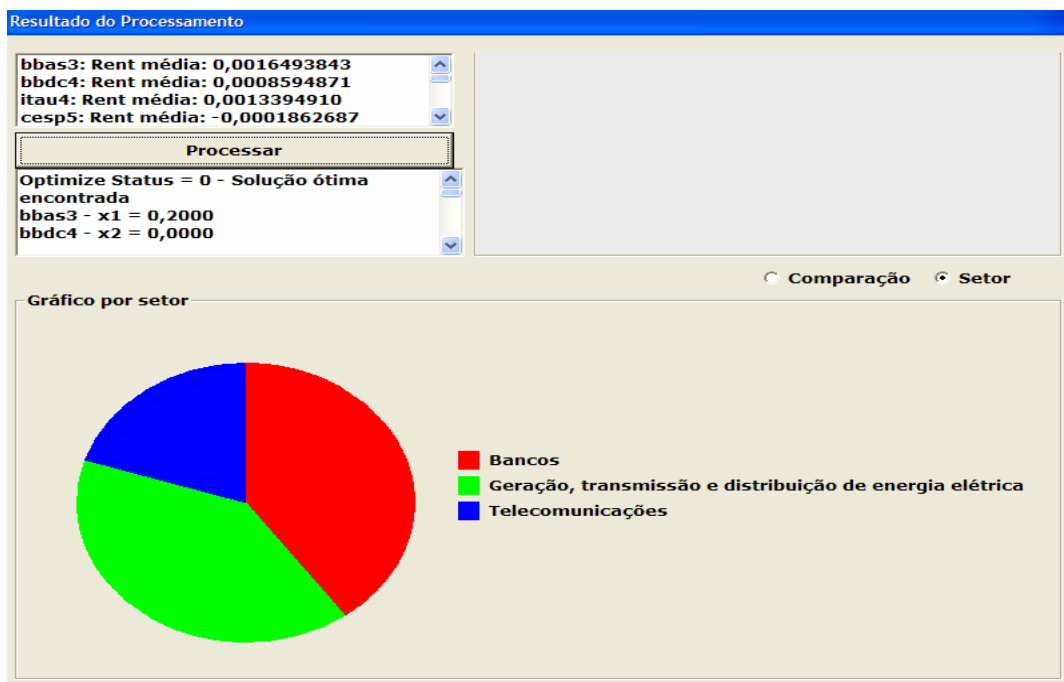 Resultado do Processamento
bbas3: Rent média: 0,0016493843
bbdc4: Rent média: 0,0008594871
itau4: Rent média: 0,0013394910
cesp5: Rent média: -0,0001862687
Processar
Optimize Status = 0 - Solução ótima
encontrada
bbas3 - x1 = 0,2000
bbdc4 - x2 = 0,0000
Comparação
Setor
Gráfico por setor
Bancos
Geração, transmissão e distribuição de energia elétrica
Telecomunicações